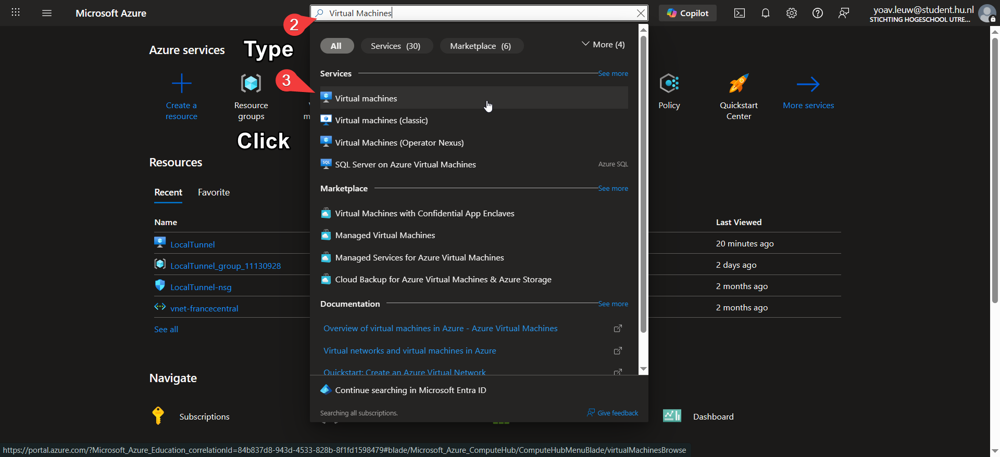 Microsoft Azure
Virtual Machines
Copilot
yoav.leuw@student.hu.nl
STICHTING HOGESCHOOL UTRE...
2
Type
3
Click
Azure services
Create a
resource
Resource
groups
V
m
Policy
Quickstart
Center
More services
All
Services (30)
Marketplace (6)
More (4)
Services
See more
Virtual machines
Virtual machines (classic)
Virtual Machines (Operator Nexus)
SQL Server on Azure Virtual Machines
Azure SQL
Marketplace
See more
Virtual Machines with Confidential App Enclaves
Managed Virtual Machines
Managed Services for Azure Virtual Machines
Cloud Backup for Azure Virtual Machines & Azure Storage
Documentation
See more
Overview of virtual machines in Azure - Azure Virtual Machines
Virtual networks and virtual machines in Azure
Quickstart: Create an Azure Virtual Network
Continue searching in Microsoft Entra ID
Searching all subscriptions.
Give feedback
Resources
Recent
Favorite
Name
Last Viewed
LocalTunnel
20 minutes ago
LocalTunnel_group_11130928
2 days ago
LocalTunnel-nsg
2 months ago
vnet-francecentral
2 months ago
See all
Navigate
Subscriptions
Dashboard
https://portal.azure.com/?Microsoft_Azure_Education_correlationId=84b837d8-943d-4533-828b-8f1fd1598479#blade/Microsoft_Azure_ComputeHub/ComputeHubMenuBlade/virtualMachinesBrowse